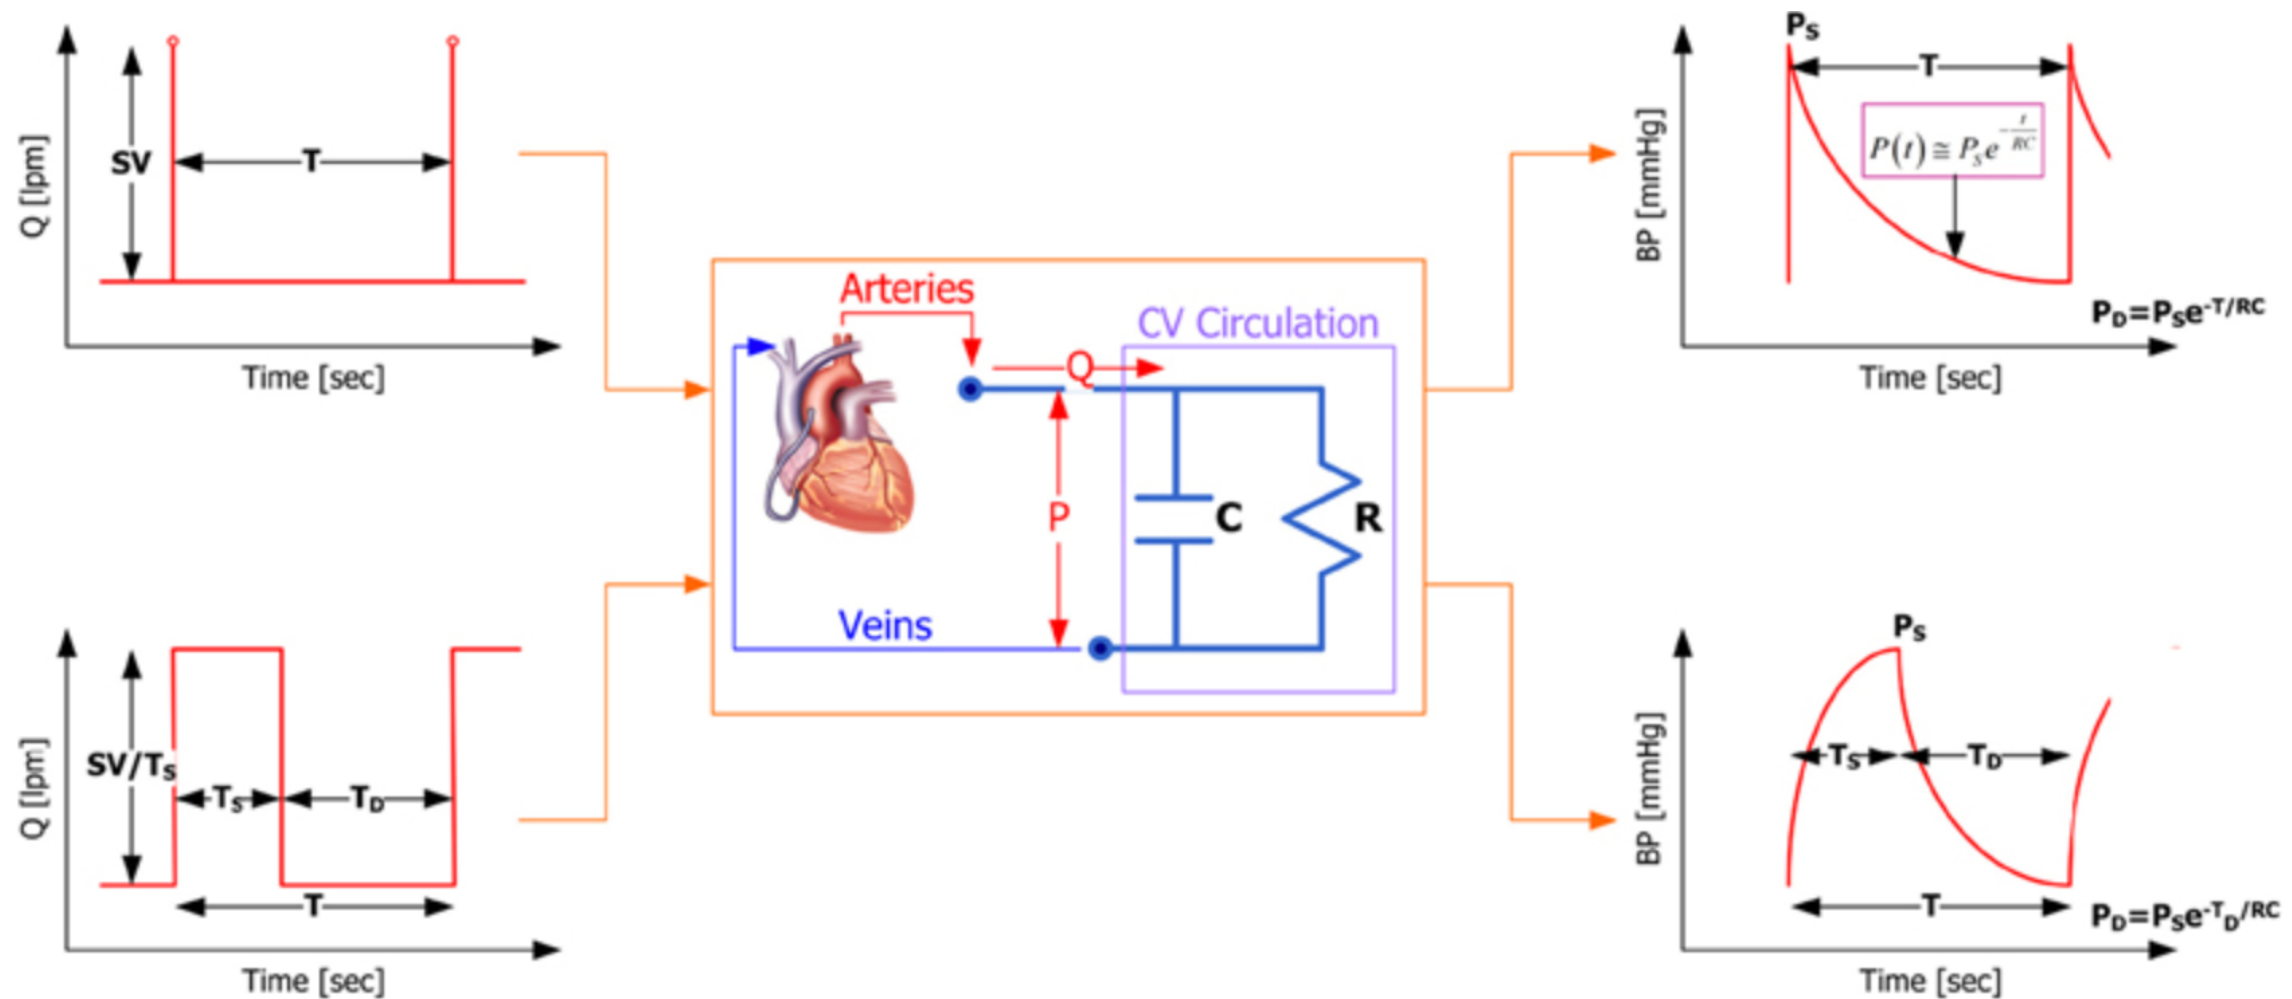 Q [lpm]
SV
T
Time [sec]
Q [lpm]
SV/Ts
Ts
TD
T
Time [sec]
Arteries
CV Circulation
Q
P
C
R
Veins
BP [mmHg]
Ps
T
P(t) ≅ Pse^-t/RC
PD=Pse-T/RC
Time [sec]
BP [mmHg]
Ps
Ts
TD
T
PD=Pse-TD/RC
Time [sec]